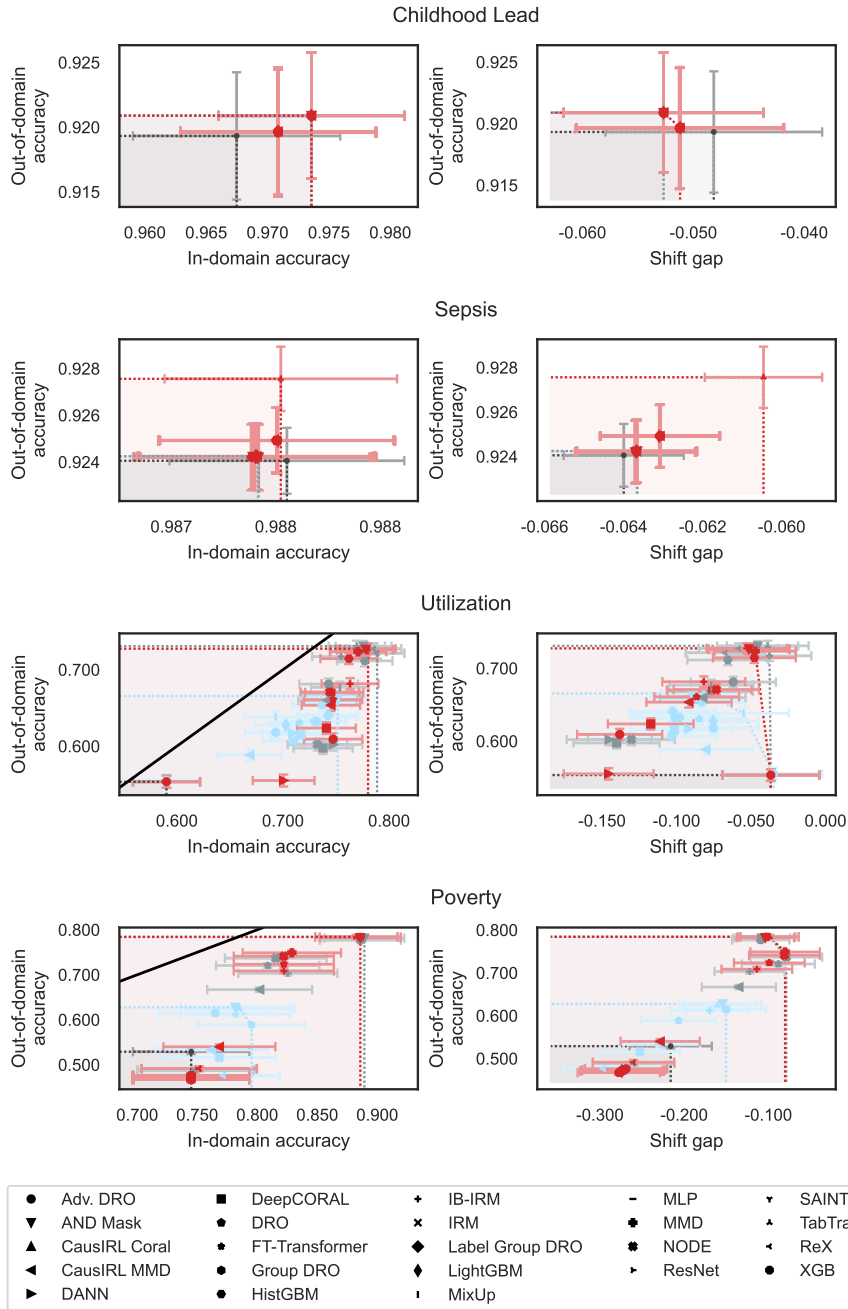 Childhood Lead
Out-of-domain
accuracy
0.925
0.920
0.915
0.960 0.965 0.970 0.975 0.980
In-domain accuracy
Out-of-domain
accuracy
0.925
0.920
0.915
-0.060 -0.050 -0.040
Shift gap
Sepsis
Out-of-domain
accuracy
0.928
0.926
0.924
0.987 0.988 0.988
In-domain accuracy
Out-of-domain
accuracy
0.928
0.926
0.924
-0.066 -0.064 -0.062 -0.060
Shift gap
Utilization
Out-of-domain
accuracy
0.700
0.600
0.600 0.700 0.800
In-domain accuracy
Out-of-domain
accuracy
0.700
0.600
-0.150 -0.100 -0.050 0.000
Shift gap
Poverty
Out-of-domain
accuracy
0.800
0.700
0.600
0.500
0.700 0.750 0.800 0.850 0.900
In-domain accuracy
Out-of-domain
accuracy
0.800
0.700
0.600
0.500
-0.300 -0.200 -0.100
Shift gap
Adv. DRO
AND Mask
CausIRL Coral
CausIRL MMD
DANN
DeepCORAL
DRO
FT-Transformer
Group DRO
HistGBM
IB-IRM
IRM
Label Group DRO
LightGBM
MixUp
MLP
MMD
NODE
ResNet
SAINT
TabTra
ReX
XGB